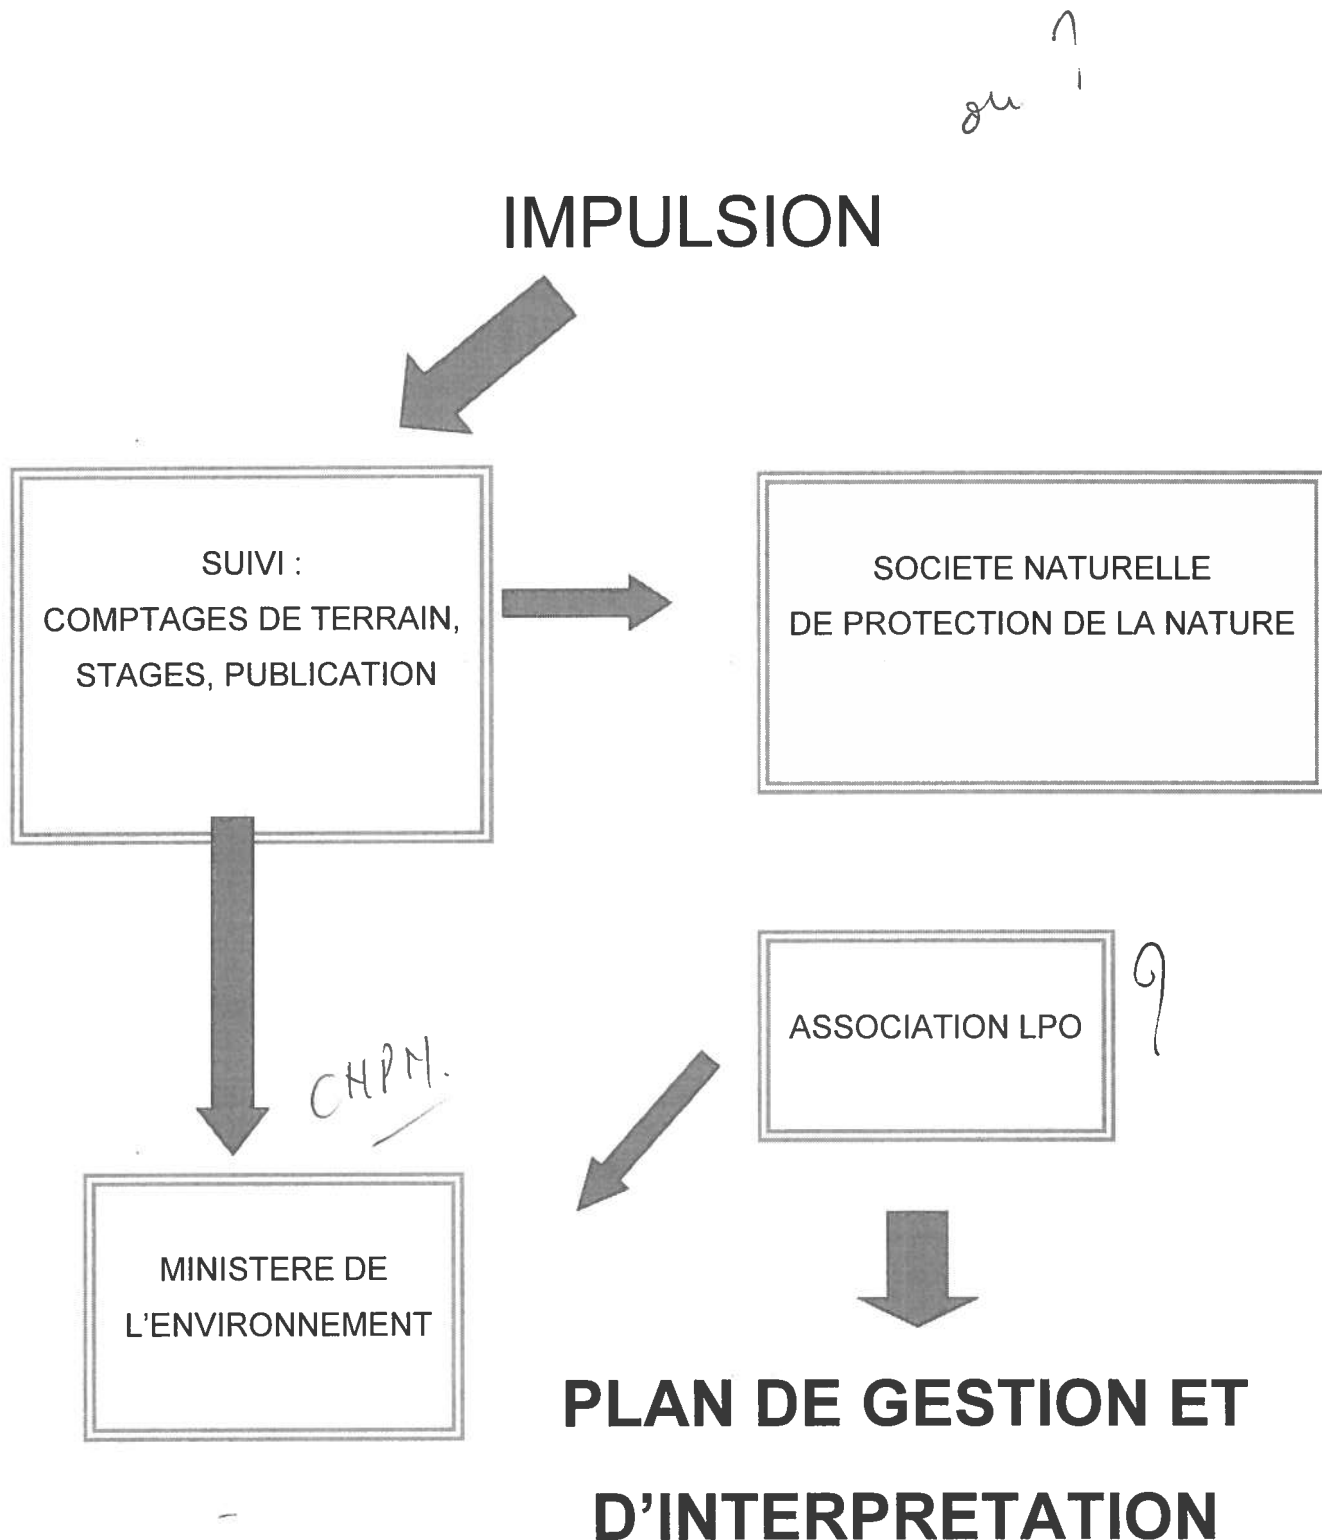 IMPULSION
SUIVI :
COMPTAGES DE TERRAIN,
STAGES, PUBLICATION
SOCIETE NATURELLE
DE PROTECTION DE LA NATURE
ASSOCIATION LPO
?
MINISTERE DE
L'ENVIRONNEMENT
PLAN DE GESTION ET
D'INTERPRETATION